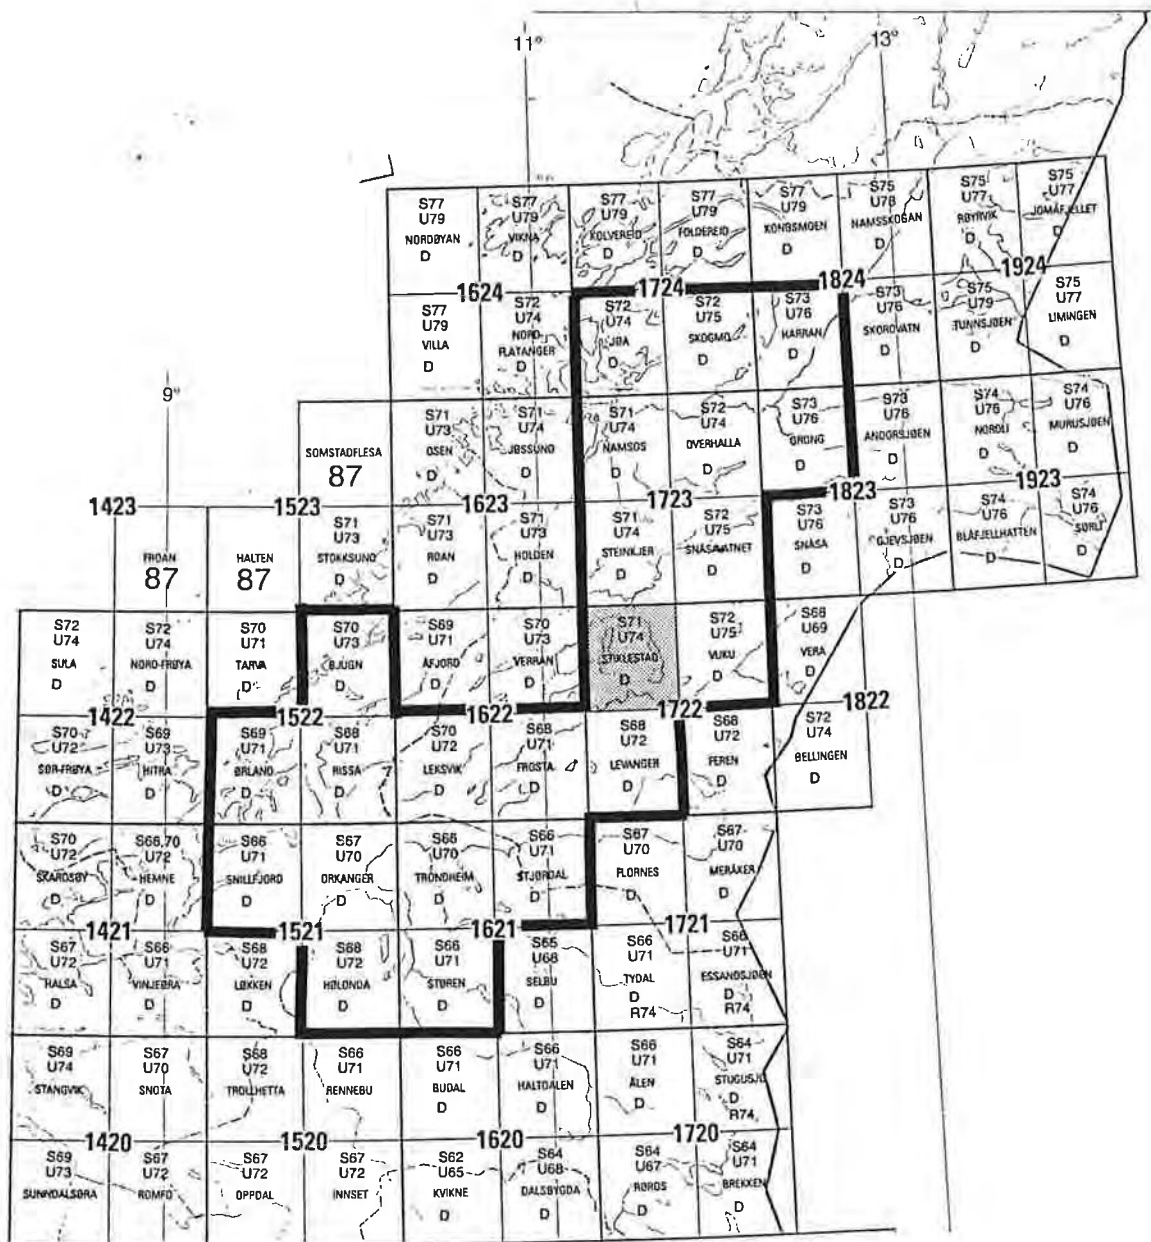 11°
13°
S77
U79
NORDØYAN
D
S77
U79
VIKNA
D
S77
U79
KOLVEREID
D
S77
U79
FOLDEREID
D
S77
U79
KONGSMOEN
D
S75
U78
NAMSSKOGAN
D
S75
U77
RØYRVIK
D
S75
U77
JOMAFJELLET
D
1624
1724
1824
1924
S77
U79
VILLA
D
S72
U74
NORD-
FLATANGER
D
S72
U74
JØA
D
S72
U75
SKOGMO
D
S73
U76
HARRAN
D
S73
U76
SKOROVATN
D
S75
U79
TUNNSJØEN
D
S75
U77
LIMINGEN
D
9°
SOMSTADFLESA
87
S71
U73
OSEN
D
S71
U74
JØSSUND
D
S71
U74
NAMSOS
D
S72
U74
OVERHALLA
D
S73
U76
GRONG
D
S73
U76
ANDORSJØEN
D
S74
U76
NORDLI
D
S74
U76
MURUSJØEN
D
1423
1523
1623
1723
1823
1923
FROAN
87
HALTEN
87
S71
U73
STOKKSUND
D
S71
U73
ROAN
D
S71
U73
HOLDEN
D
S71
U74
STEINKJER
D
S72
U75
SNÅSAVATNET
D
S73
U76
SNÅSA
D
S73
U76
GJEVSJØEN
D
S74
U76
BLÅFJELLHATTEN
D
S74
U76
SØRLI
D
S72
U74
SULA
D
S72
U74
NORD-FRØYA
D
S70
U71
TARVA
D
S70
U73
BJUGN
D
S69
U71
ÅFJORD
D
S70
U73
VERRAN
D
S71
U74
STIKLESTAD
D
S72
U75
VUKU
D
S68
U69
VERA
D
1422
1522
1622
1722
1822
S70
U72
SØR-FRØYA
D
S69
U73
HITRA
D
S69
U71
ØRLAND
D
S68
U71
RISSA
D
S70
U72
LEKSVIK
D
S68
U71
FROSTA
D
S68
U72
LEVANGER
D
S68
U72
FEREN
D
S72
U74
BELLINGEN
D
S70
U72
SKARDSØY
D
S66,70
U72
HEMNE
D
S66
U71
SNILLFJORD
D
S67
U70
ORKANGER
D
S66
U70
TRONDHEIM
D
S66
U71
STJØRDAL
D
S67
U70
FLORNES
D
S67
U70
MERÅKER
D
1421
1521
1621
1721
S67
U72
HALSA
D
S66
U71
VINJEØRA
D
S68
U72
LØKKEN
D
S68
U72
HØLONDA
D
S66
U71
STØREN
D
S65
U68
SELBU
D
S66
U71
TYDAL
D
R74
S66
U71
ESSANDSJØEN
D
R74
S69
U74
STANGVIK
S67
U70
SNOTA
S68
U72
TROLLHETTA
S66
U71
RENNEBU
S66
U71
BUDAL
D
S66
U71
HALTDALEN
D
S66
U71
ÅLEN
D
S64
U71
STUGUSJØ
D
R74
1420
1520
1620
1720
S69
U73
SUNNDALSØRA
S67
U72
ROMFO
S67
U72
OPPDAL
S67
U72
INNSET
S62
U65
KVIKNE
D
S64
U68
DALSBYGDA
D
S64
U67
RØROS
D
S64
U71
BREKKEN
D